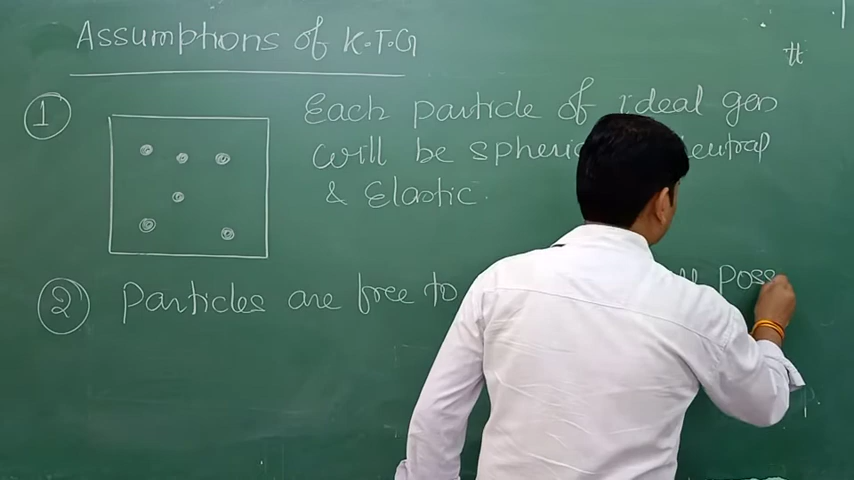 Assumptions of K.T.G
tt
1 Each particle of ideal gas
will be spheric neutral
& Elastic.
2 Particles are free to poss